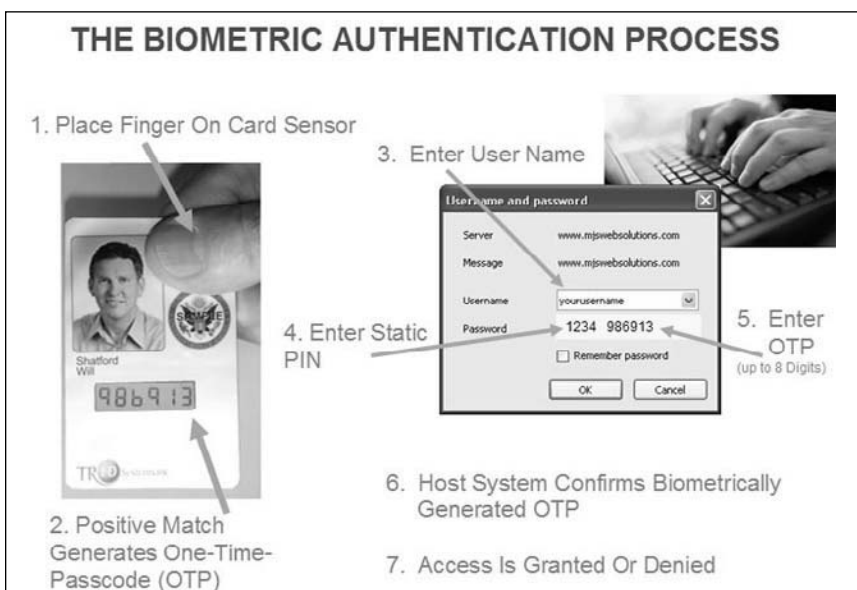 THE BIOMETRIC AUTHENTICATION PROCESS
1. Place Finger On Card Sensor
SAMPLE
Shatford
Will
986913
2. Positive Match
Generates One-Time-
Passcode (OTP)
3. Enter User Name
Username and password
Server www.mjswebsolutions.com
Message www.mjswebsolutions.com
Username yourusername
Password 1234 986913
Remember password
OK Cancel
4. Enter Static
PIN
5. Enter
OTP
(up to 8 Digits)
6 Host System Confirms Biometrically
Generated OTP
7. Access Is Granted Or Denied